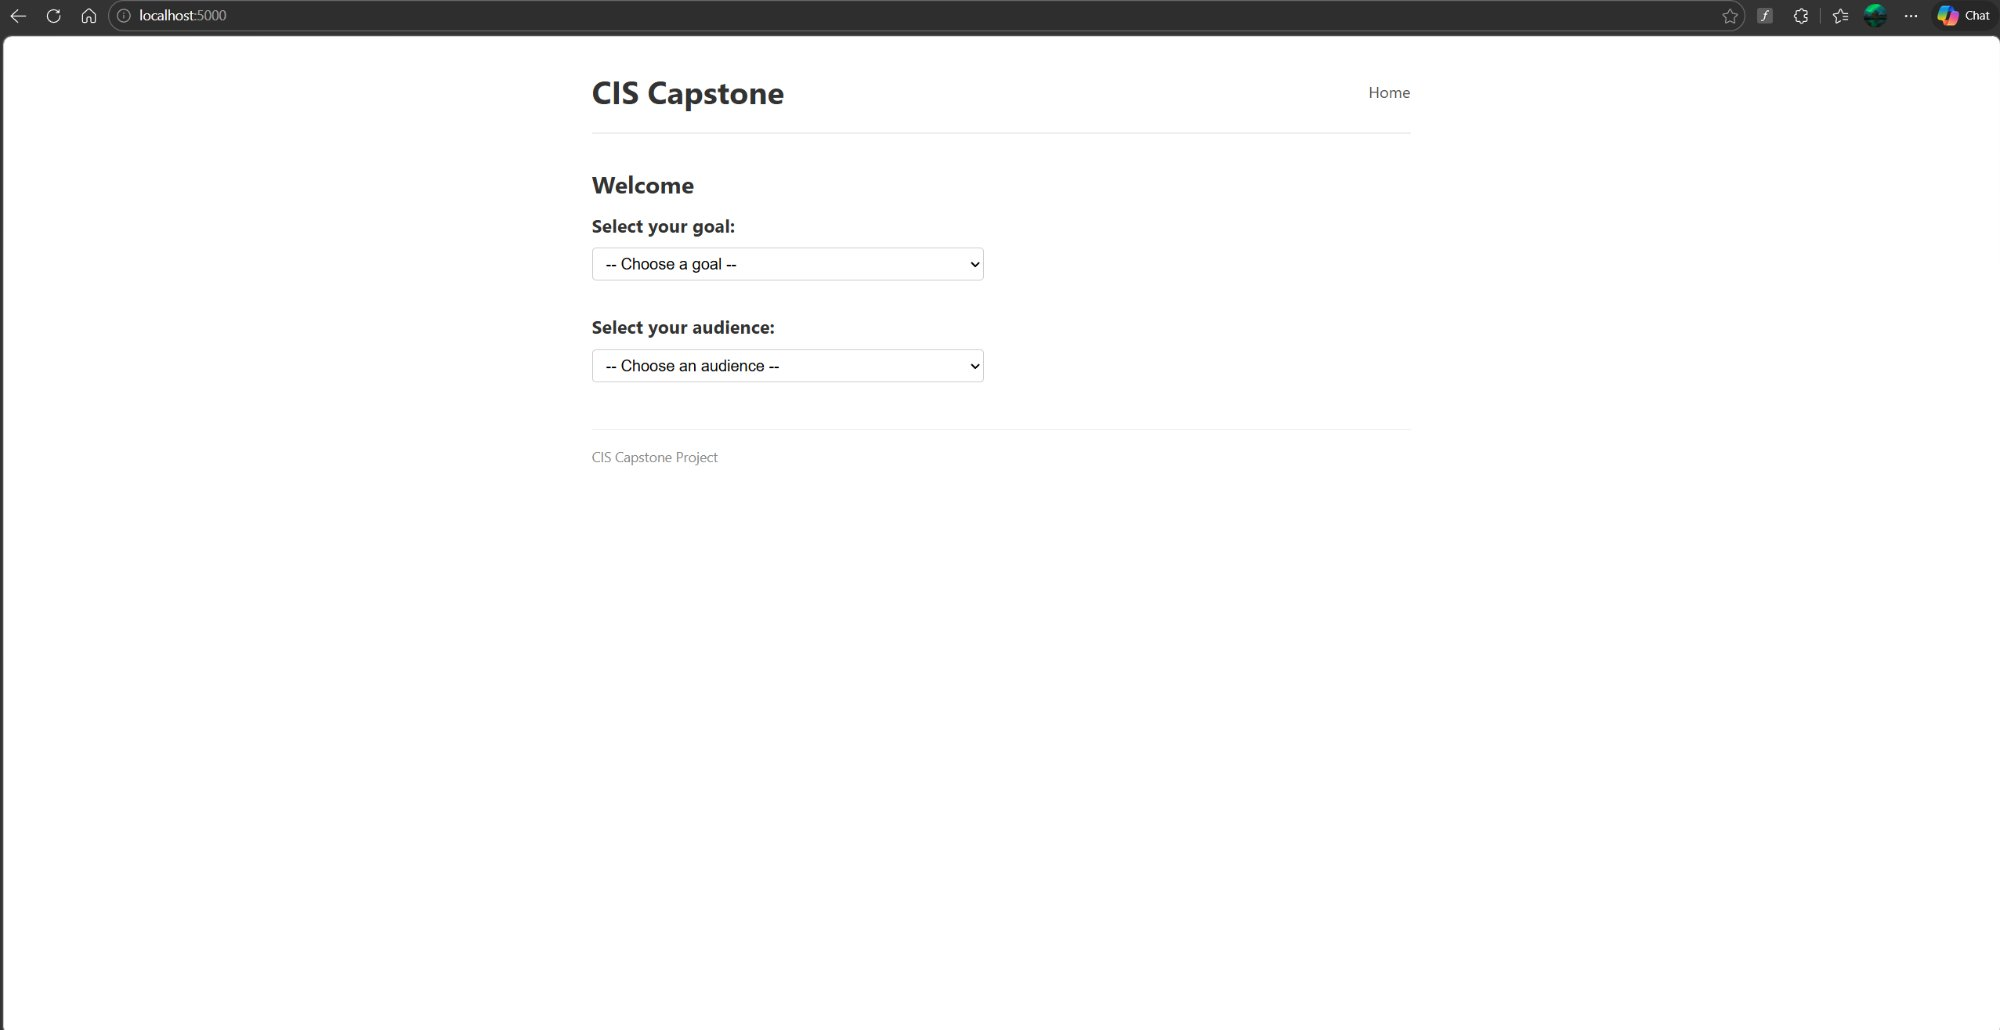 localhost:5000
Chat
CIS Capstone
Home
Welcome
Select your goal:
-- Choose a goal --
Select your audience:
-- Choose an audience --
CIS Capstone Project